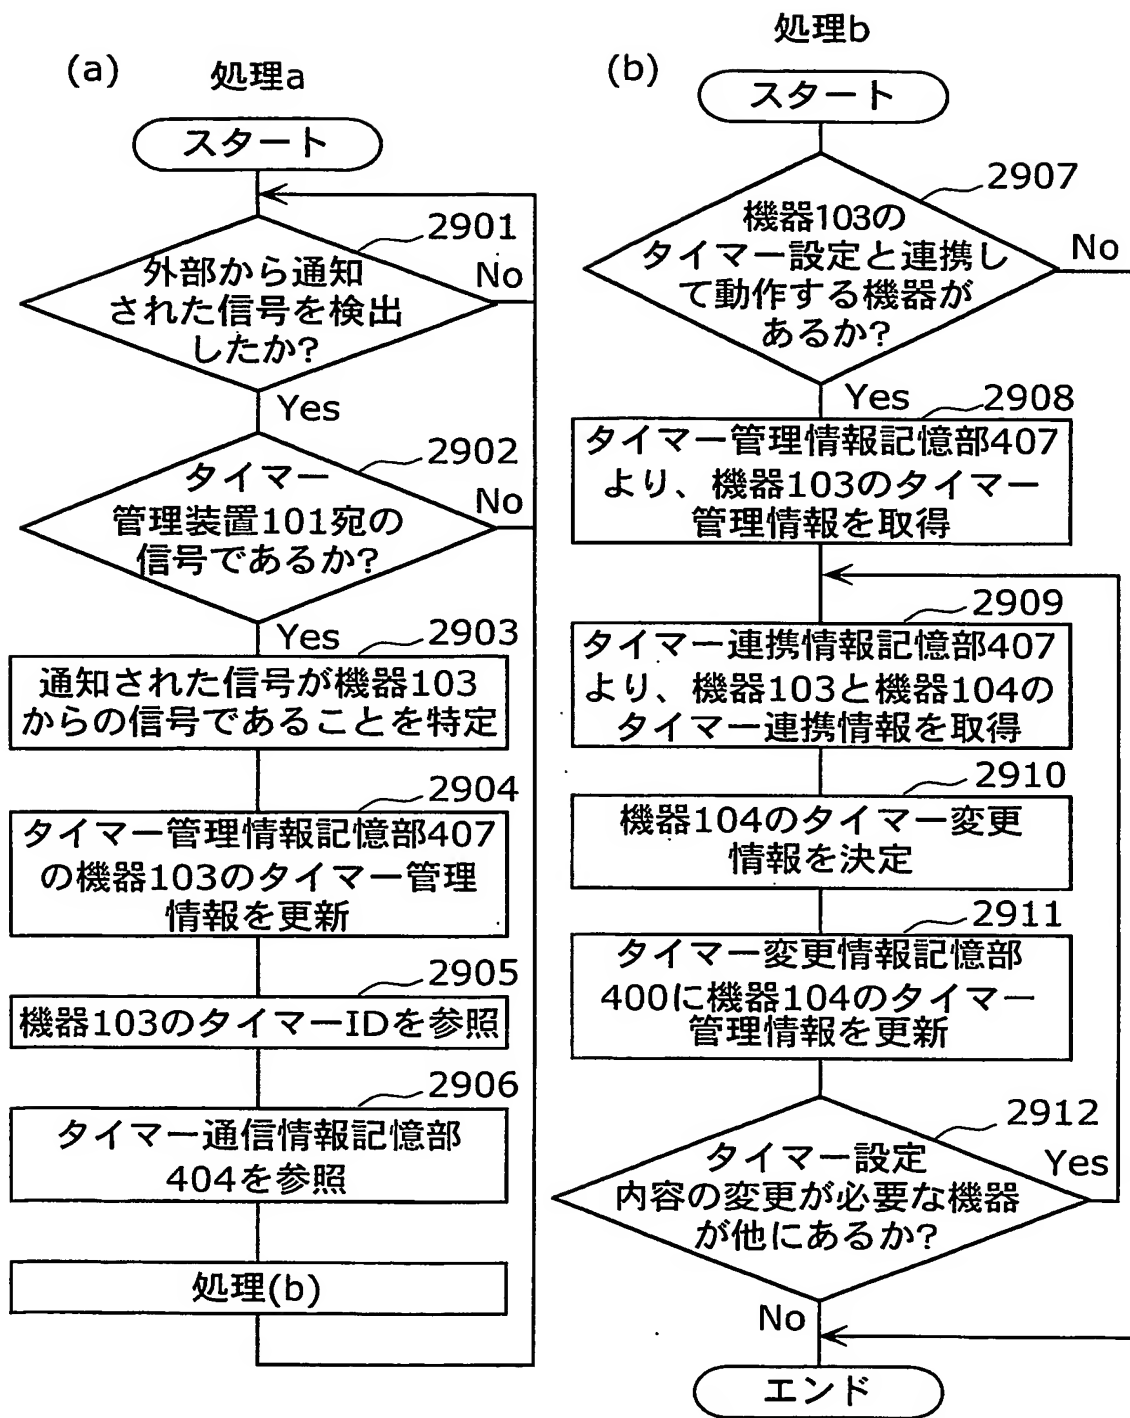 (a)
処理a
スタート
2901
外部から通知
された信号を検出
したか?
No
Yes
2902
タイマー
管理装置101宛の
信号であるか?
No
Yes
2903
通知された信号が機器103
からの信号であることを特定
2904
タイマー管理情報記憶部407
の機器103のタイマー管理
情報を更新
2905
機器103のタイマーIDを参照
2906
タイマー通信情報記憶部
404を参照
処理(b)
処理b
(b)
スタート
2907
機器103の
タイマー設定と連携し
て動作する機器が
あるか?
No
Yes
2908
タイマー管理情報記憶部407
より、機器103のタイマー
管理情報を取得
2909
タイマー連携情報記憶部407
より、機器103と機器104の
タイマー連携情報を取得
2910
機器104のタイマー変更
情報を決定
2911
タイマー変更情報記憶部
400に機器104のタイマー
管理情報を更新
2912
タイマー設定
内容の変更が必要な機器
が他にあるか?
Yes
No
エンド